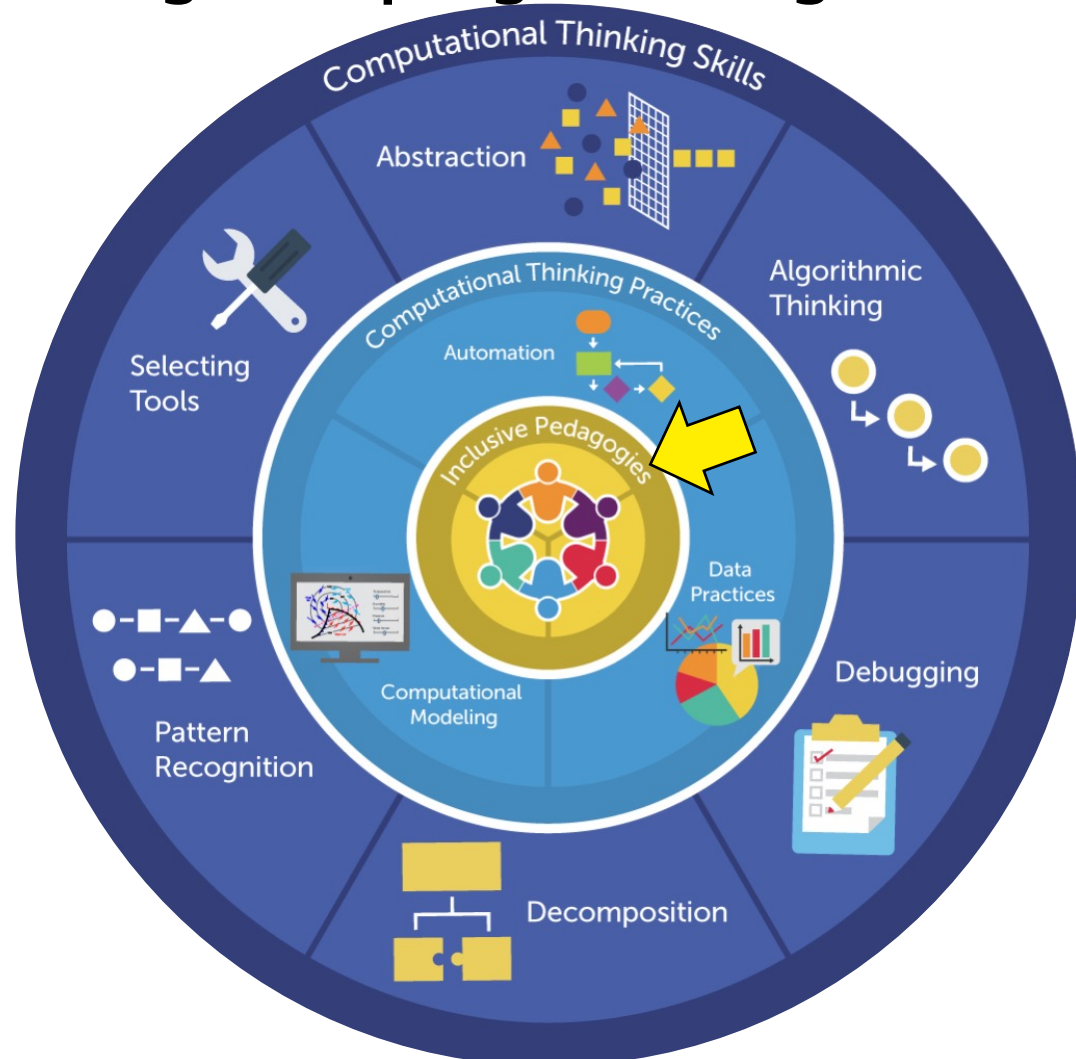 Computational Thinking Skills
Abstraction
Algorithmic
Thinking
Selecting
Tools
Computational Thinking Practices
Automation
Inclusive Pedagogies
Data
Practices
Computational
Modeling
Debugging
Pattern
Recognition
Decomposition